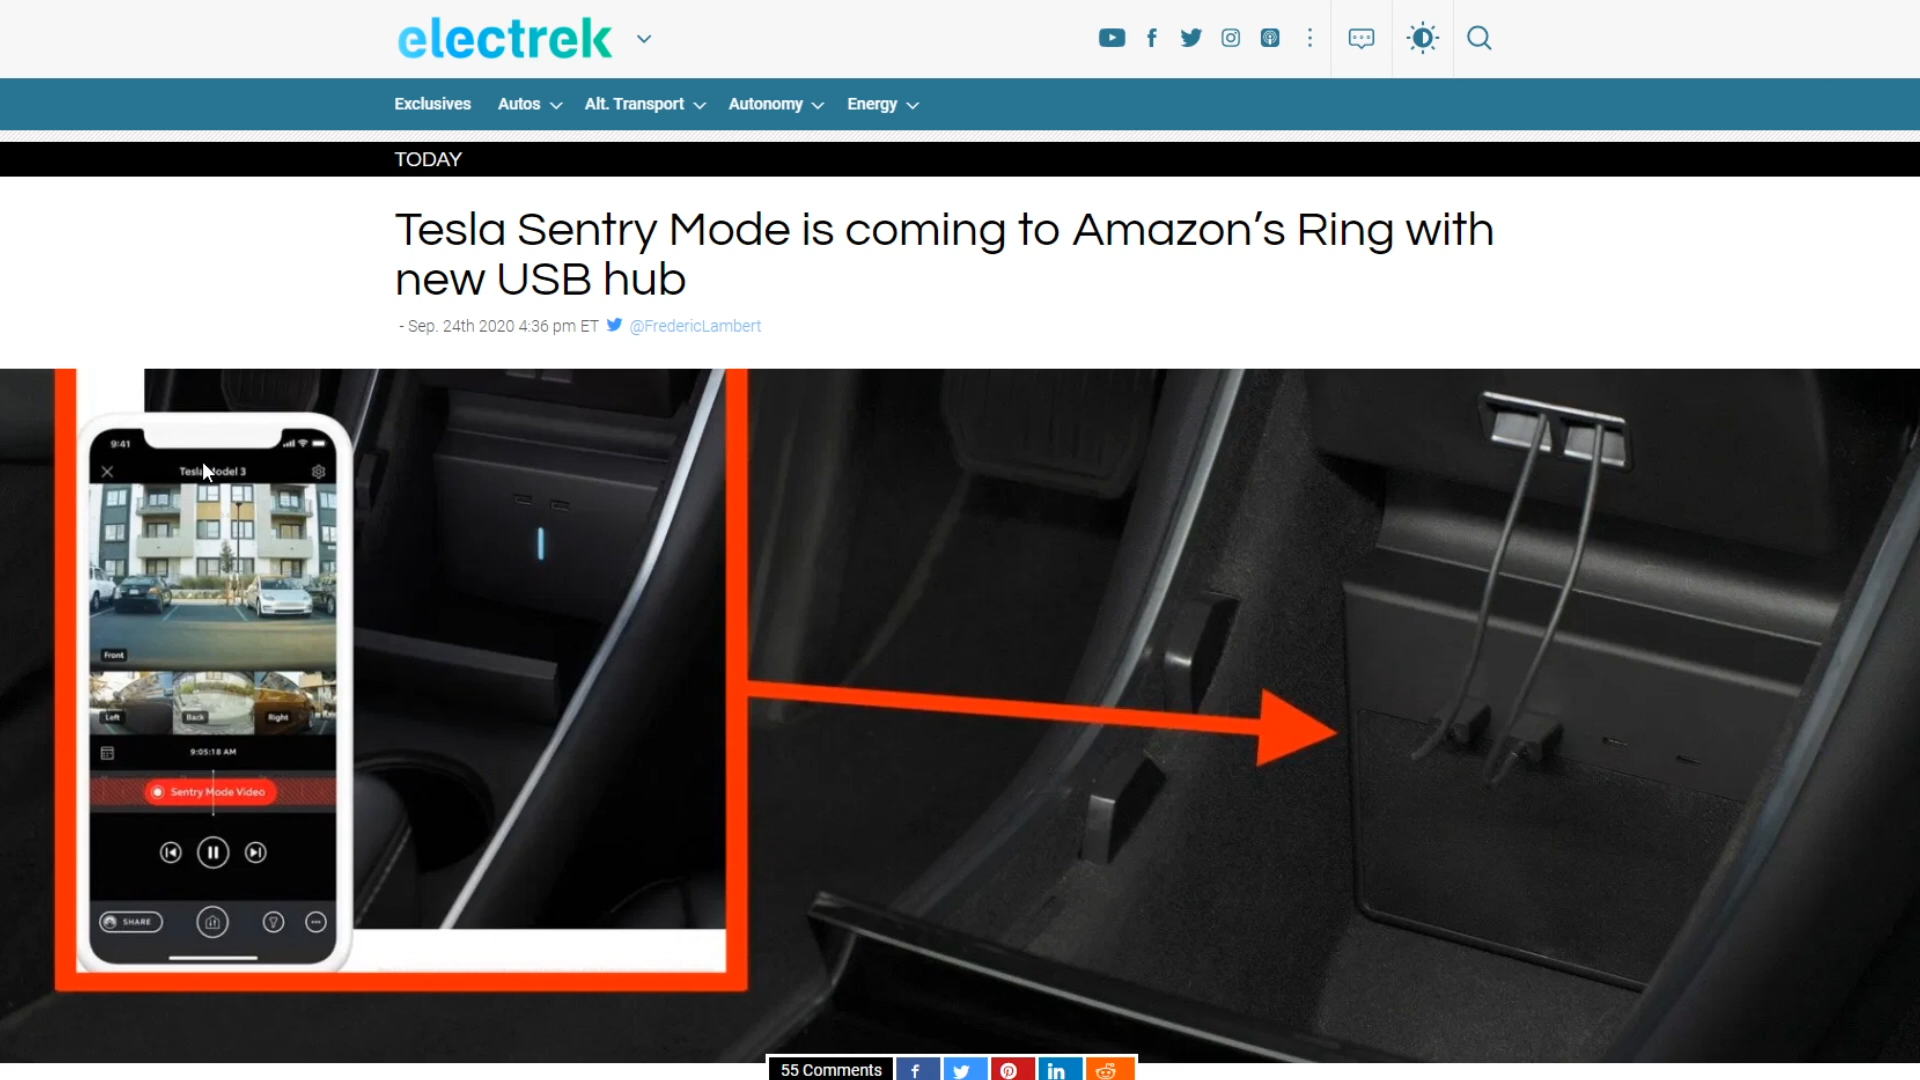 electrek
Exclusives Autos Alt. Transport Autonomy Energy
TODAY
Tesla Sentry Mode is coming to Amazon’s Ring with
new USB hub
- Sep. 24th 2020 4:36 pm ET @FredericLambert
9:41
Tesla Model 3
Front
Left Back Right
9:05:18 AM
Sentry Mode Video
SHARE
55 Comments